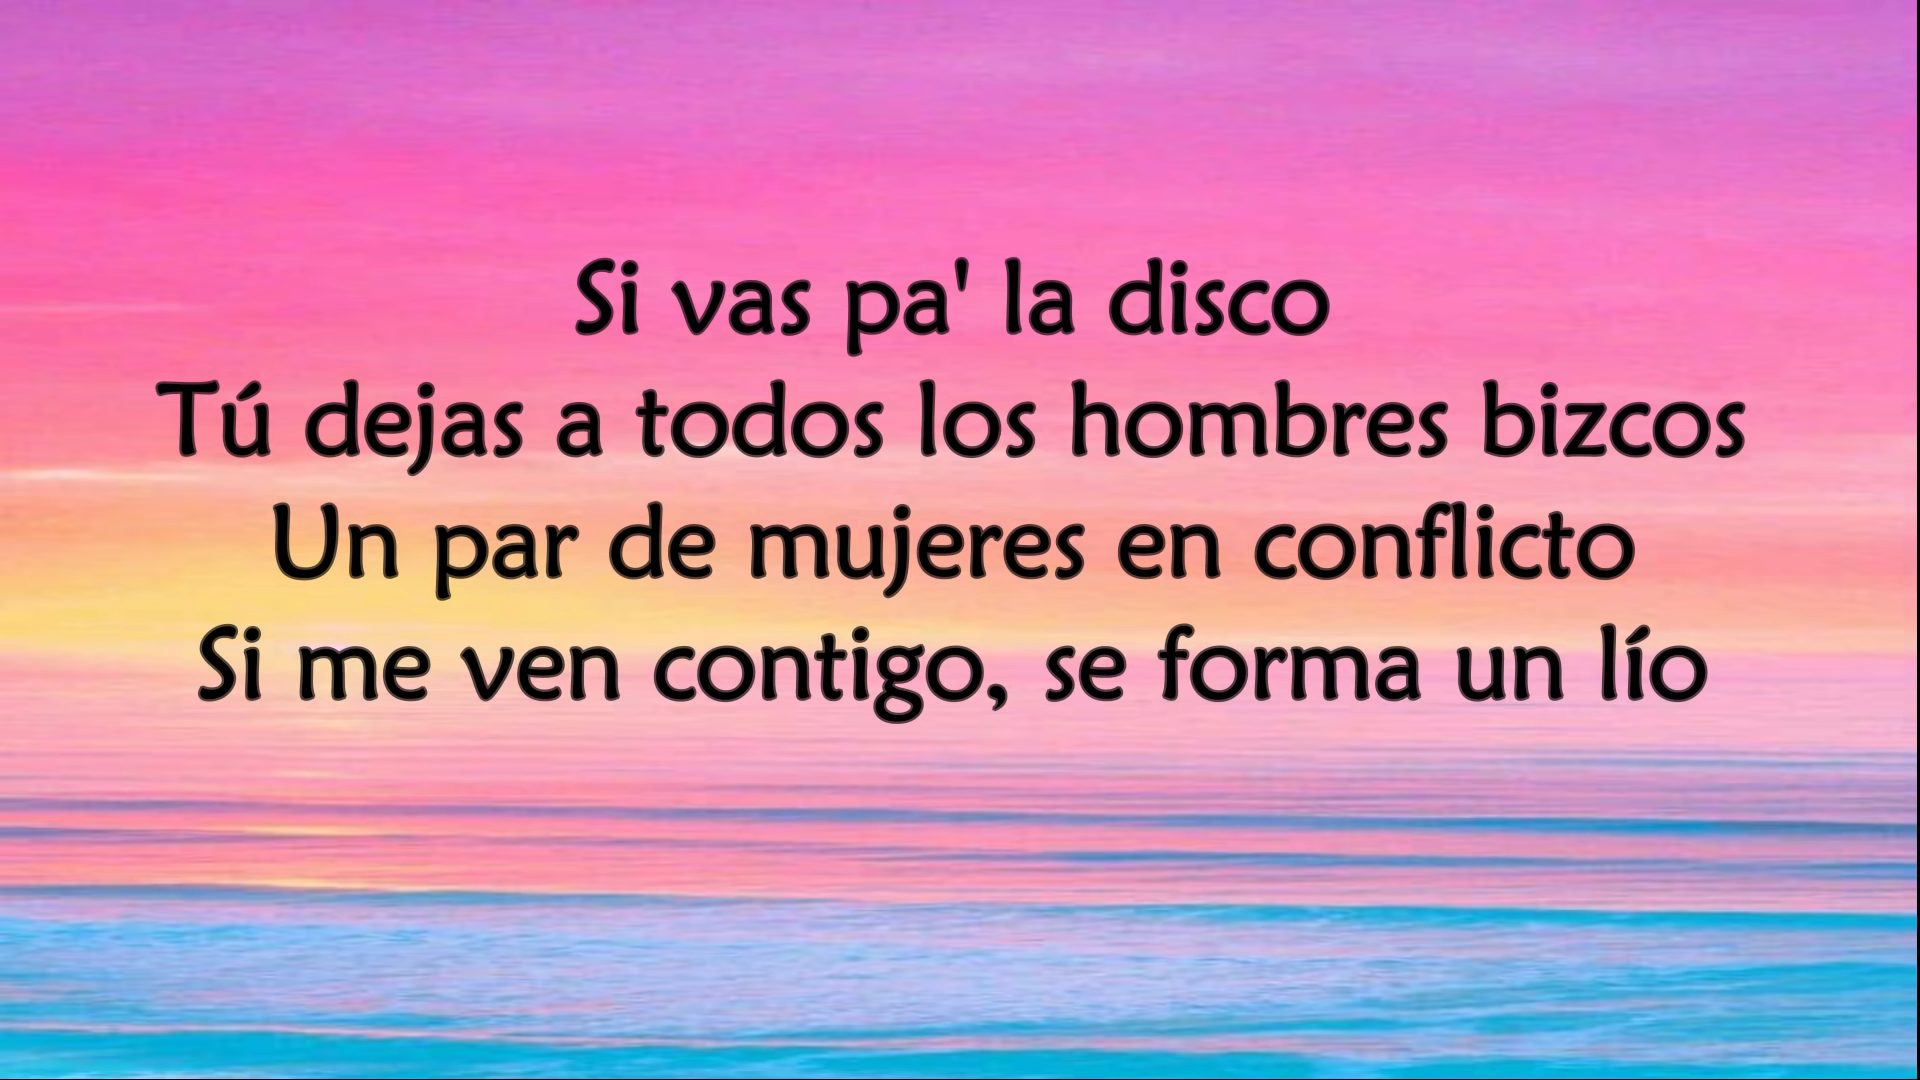 Si vas pa' la disco
Tú dejas a todos los hombres bizcos
Un par de mujeres en conflicto
Si me ven contigo, se forma un lío